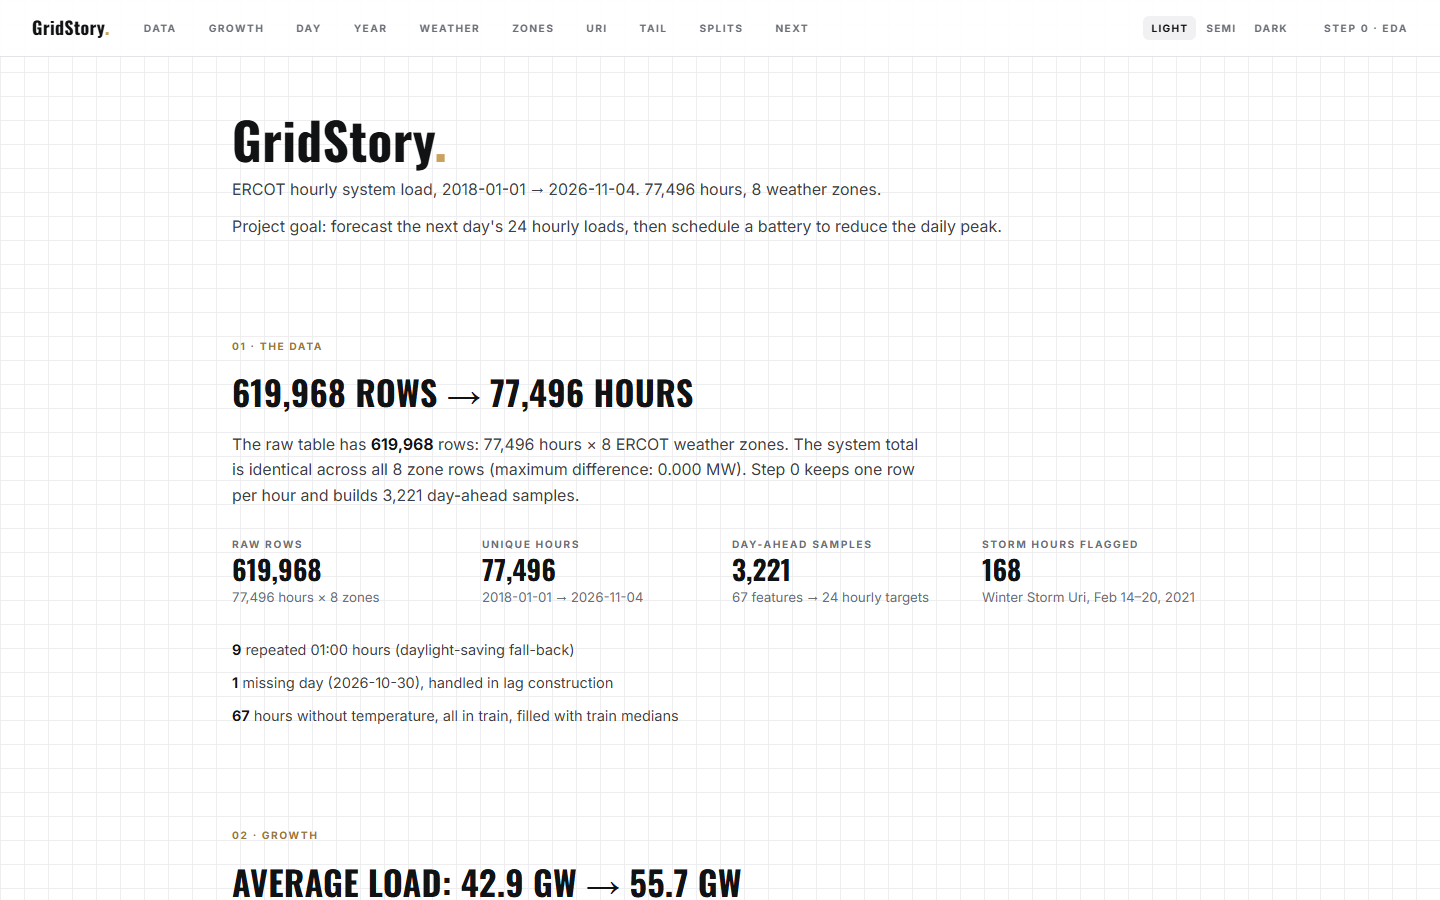 GridStory. DATA GROWTH DAY YEAR WEATHER ZONES URI TAIL SPLITS NEXT LIGHT SEMI DARK STEP 0 · EDA
GridStory.
ERCOT hourly system load, 2018-01-01 → 2026-11-04. 77,496 hours, 8 weather zones.
Project goal: forecast the next day's 24 hourly loads, then schedule a battery to reduce the daily peak.
01 · THE DATA
619,968 ROWS → 77,496 HOURS
The raw table has 619,968 rows: 77,496 hours × 8 ERCOT weather zones. The system total
is identical across all 8 zone rows (maximum difference: 0.000 MW). Step 0 keeps one row
per hour and builds 3,221 day-ahead samples.
RAW ROWS UNIQUE HOURS DAY-AHEAD SAMPLES STORM HOURS FLAGGED
619,968 77,496 3,221 168
77,496 hours × 8 zones 2018-01-01 → 2026-11-04 67 features → 24 hourly targets Winter Storm Uri, Feb 14–20, 2021
9 repeated 01:00 hours (daylight-saving fall-back)
1 missing day (2026-10-30), handled in lag construction
67 hours without temperature, all in train, filled with train medians
02 · GROWTH
AVERAGE LOAD: 42.9 GW → 55.7 GW